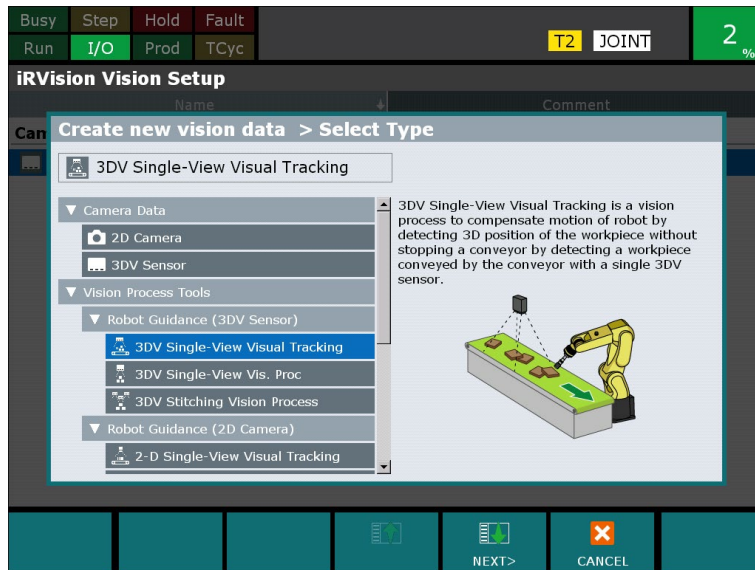 Busy Step Hold Fault
Run I/O Prod TCyc
T2 JOINT
2 %
iRVision Vision Setup
Name Comment
Cam
Create new vision data > Select Type
3DV Single-View Visual Tracking
▼ Camera Data
2D Camera
3DV Sensor
▼ Vision Process Tools
▼ Robot Guidance (3DV Sensor)
3DV Single-View Visual Tracking
3DV Single-View Vis. Proc
3DV Stitching Vision Process
▼ Robot Guidance (2D Camera)
2-D Single-View Visual Tracking
3DV Single-View Visual Tracking is a vision
process to compensate motion of robot by
detecting 3D position of the workpiece without
stopping a conveyor by detecting a workpiece
conveyed by the conveyor with a single 3DV
sensor.
NEXT>
CANCEL